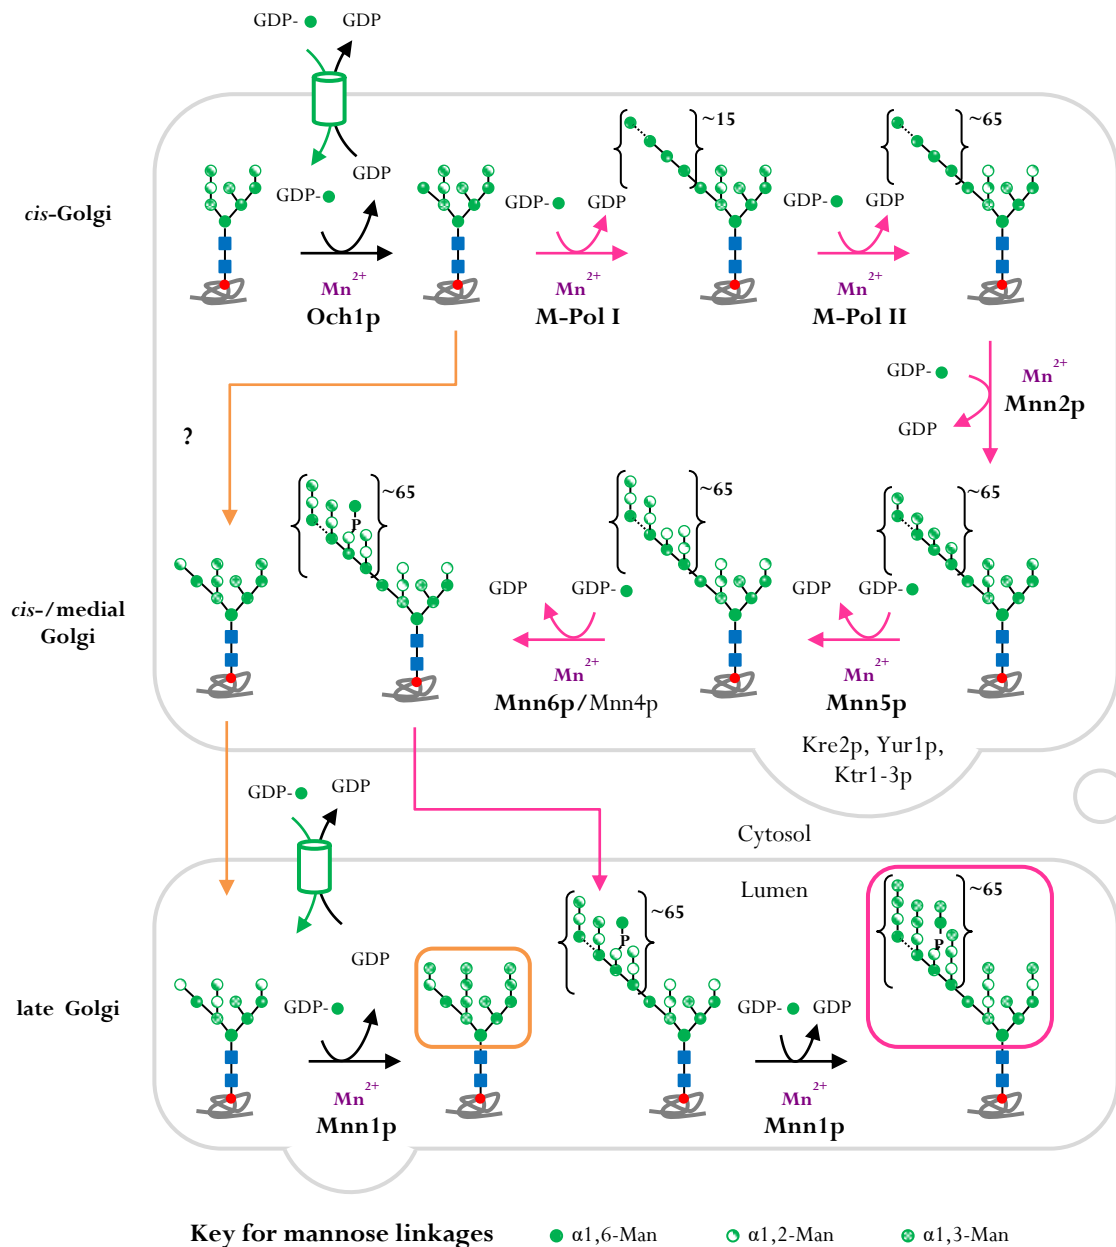 GDP- GDP
~15
~65
GDP
GDP-
GDP- GDP
GDP- GDP
cis-Golgi
Mn2+
Och1p
Mn2+
M-Pol I
Mn2+
M-Pol II
GDP-
Mn2+
Mnn2p
GDP
?
~65
P
~65
~65
cis-/medial
Golgi
GDP GDP-
GDP GDP-
Mn2+
Mnn6p/Mnn4p
Mn2+
Mnn5p
Kre2p, Yur1p,
Ktr1-3p
GDP- GDP
Cytosol
Lumen
~65
P
~65
P
GDP
late Golgi
GDP-
GDP- GDP
Mn2+
Mnn1p
Mn2+
Mnn1p
Key for mannose linkages α1,6-Man α1,2-Man α1,3-Man